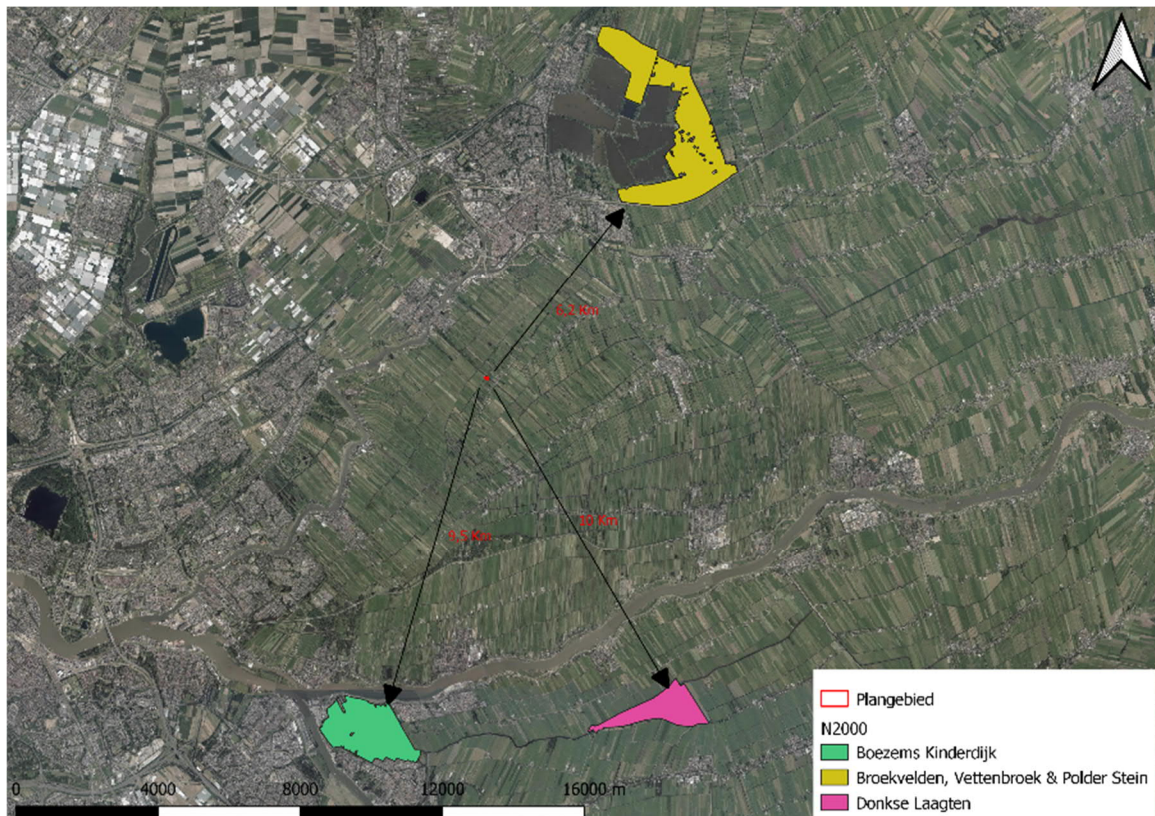 6,2 Km
9,5 Km
10 Km
Plangebied
N2000
Boezems Kinderdijk
Broekvelden, Vettenbroek & Polder Stein
Donkse Laagten
0 4000 8000 12000 16000 m